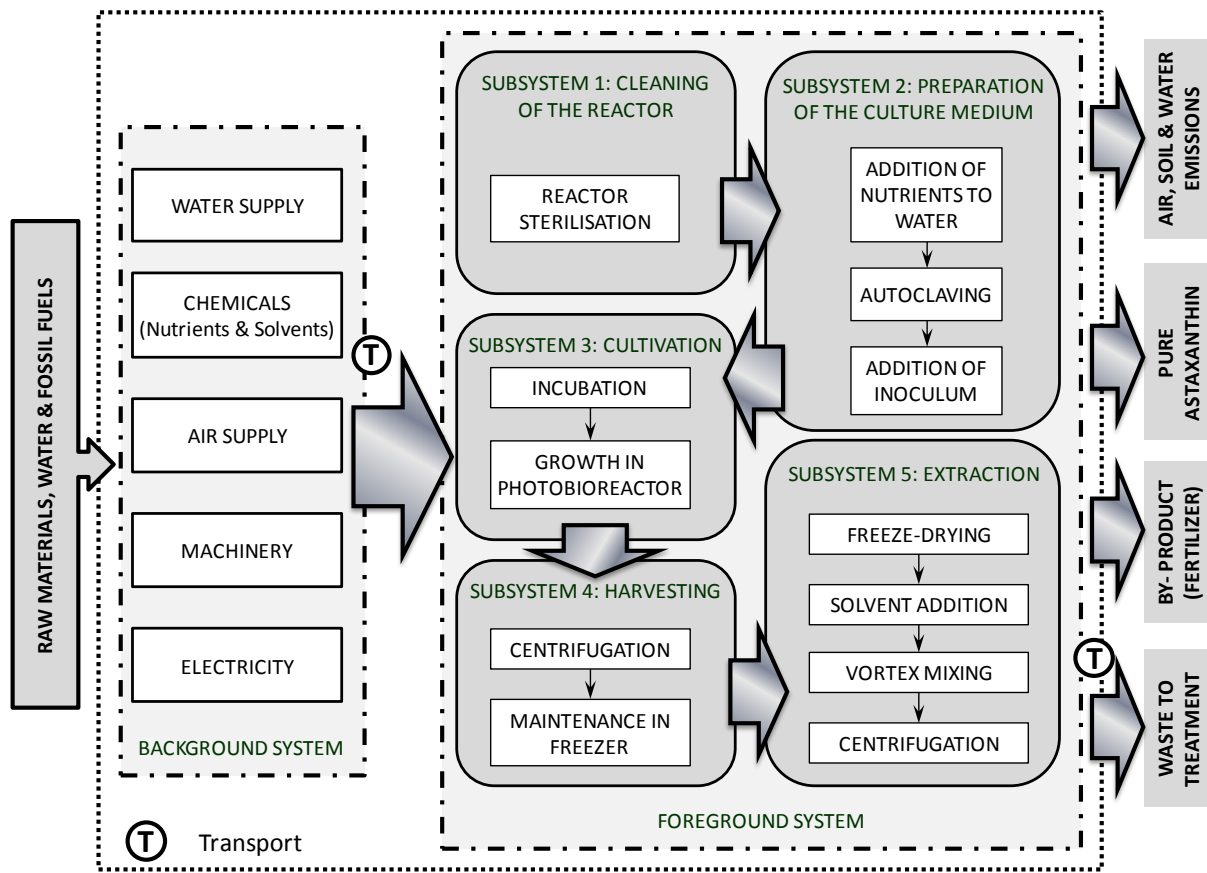 RAW MATERIALS, WATER & FOSSIL FUELS
WATER SUPPLY
CHEMICALS
(Nutrients & Solvents)
AIR SUPPLY
MACHINERY
ELECTRICITY
BACKGROUND SYSTEM
T
T
Transport
SUBSYSTEM 1: CLEANING
OF THE REACTOR
REACTOR
STERILISATION
SUBSYSTEM 2: PREPARATION
OF THE CULTURE MEDIUM
ADDITION OF
NUTRIENTS TO
WATER
AUTOCLAVING
ADDITION OF
INOCULUM
SUBSYSTEM 3: CULTIVATION
INCUBATION
GROWTH IN
PHOTOBIOREACTOR
SUBSYSTEM 4: HARVESTING
CENTRIFUGATION
MAINTENANCE IN
FREEZER
SUBSYSTEM 5: EXTRACTION
FREEZE-DRYING
SOLVENT ADDITION
VORTEX MIXING
CENTRIFUGATION
FOREGROUND SYSTEM
T
AIR, SOIL & WATER
EMISSIONS
PURE
ASTAXANTHIN
BY- PRODUCT
(FERTILIZER)
WASTE TO
TREATMENT